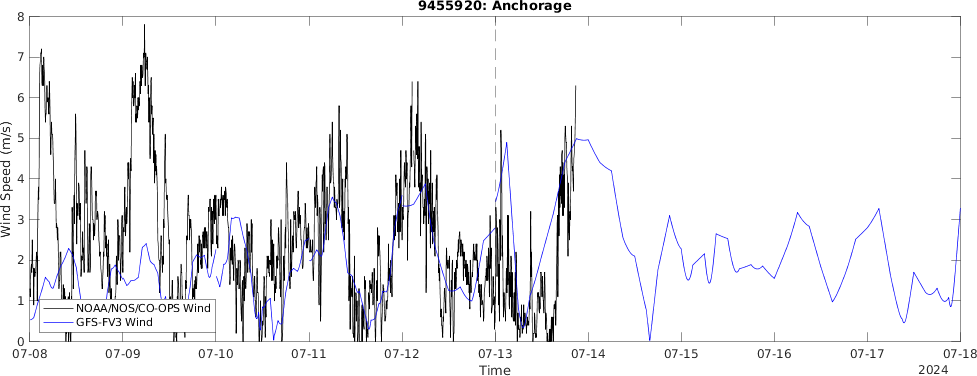 9455920: Anchorage
8
7
6
5
4
3
2
1
0
Wind Speed (m/s)
NOAA/NOS/CO-OPS Wind
GFS-FV3 Wind
07-08 07-09 07-10 07-11 07-12 07-13 07-14 07-15 07-16 07-17 07-18
Time
2024